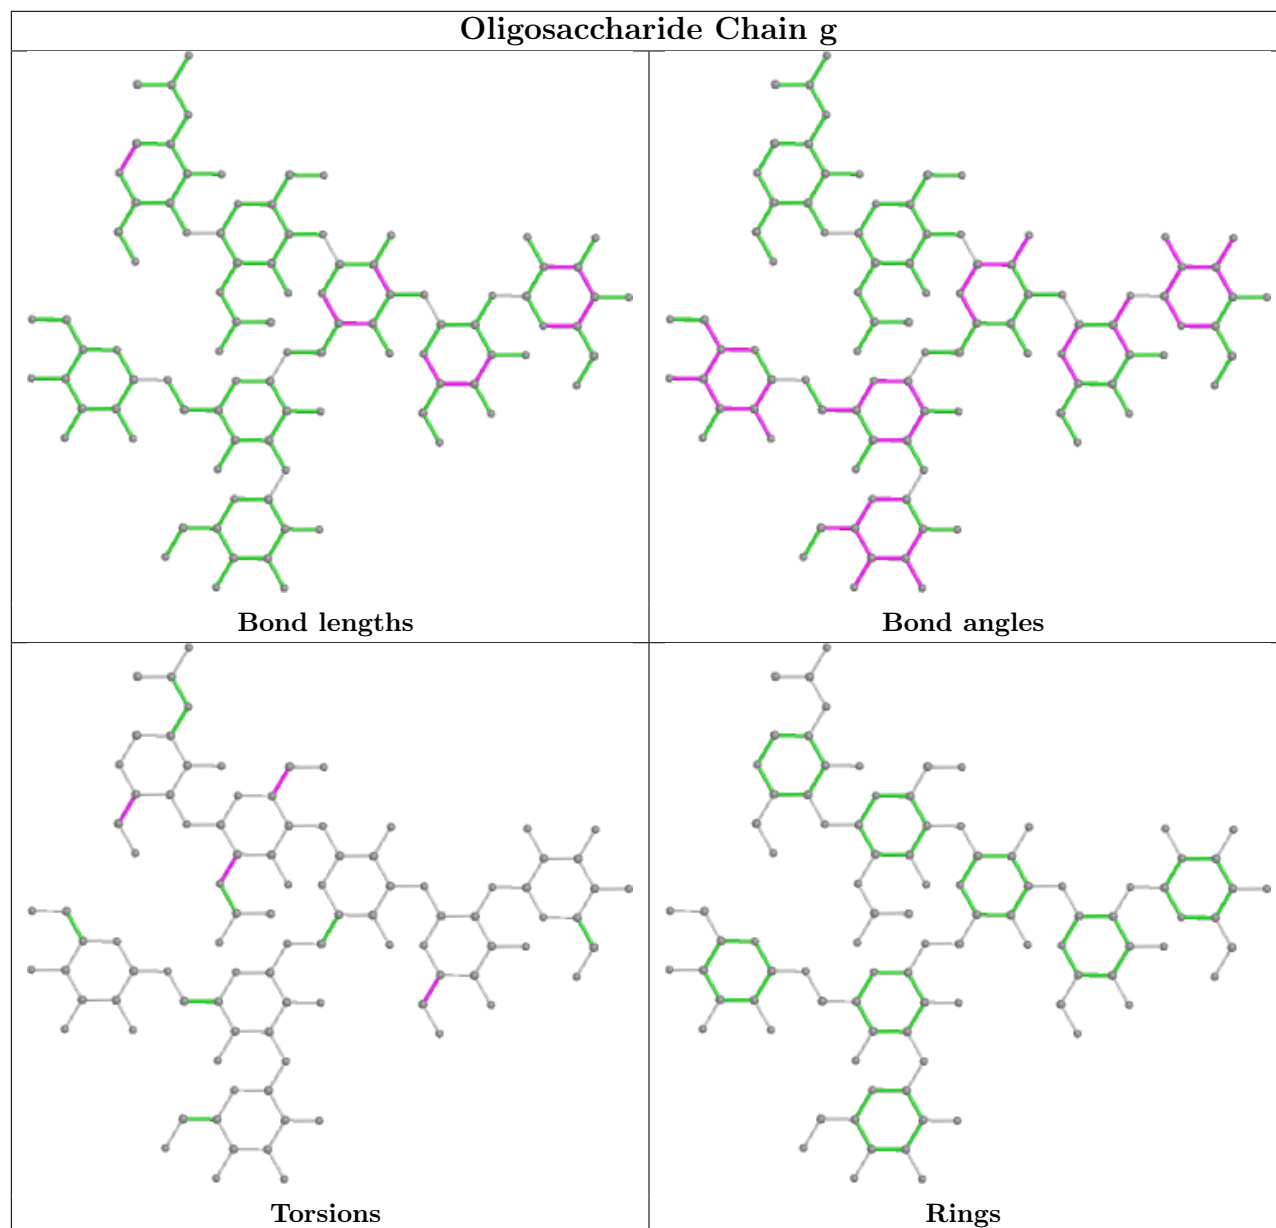 Oligosaccharide Chain g
Bond lengths
Bond angles
Torsions
Rings